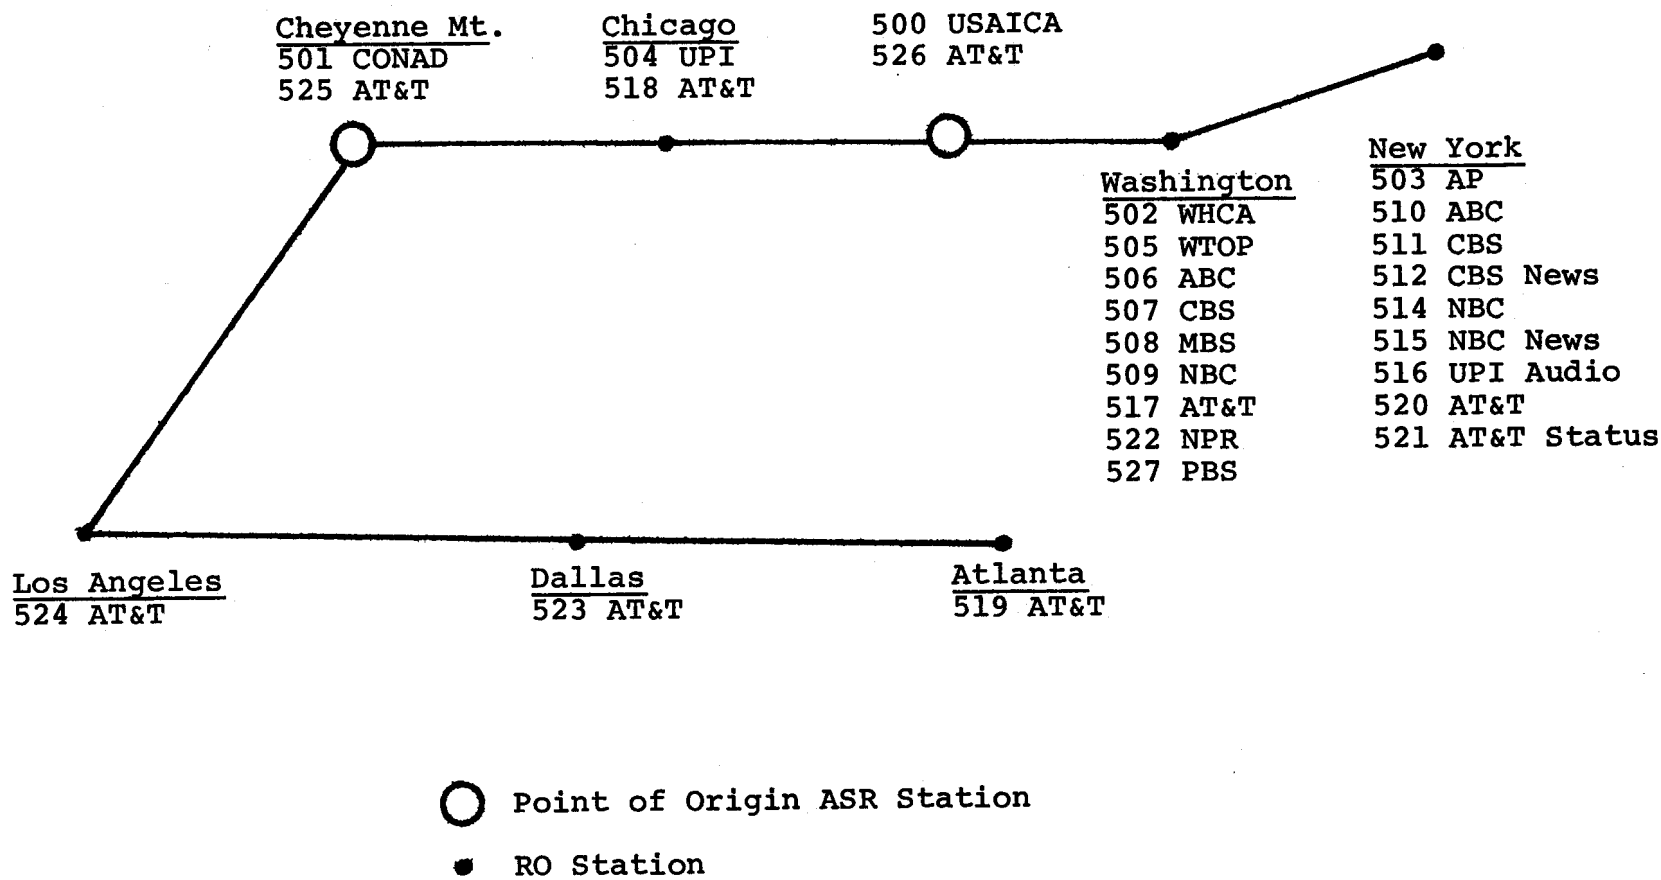 Cheyenne Mt.
501 CONAD
525 AT&T
Chicago
504 UPI
518 AT&T
500 USAICA
526 AT&T
Washington
502 WHCA
505 WTOP
506 ABC
507 CBS
508 MBS
509 NBC
517 AT&T
522 NPR
527 PBS
New York
503 AP
510 ABC
511 CBS
512 CBS News
514 NBC
515 NBC News
516 UPI Audio
520 AT&T
521 AT&T Status
Los Angeles
524 AT&T
Dallas
523 AT&T
Atlanta
519 AT&T
Point of Origin ASR Station
RO Station